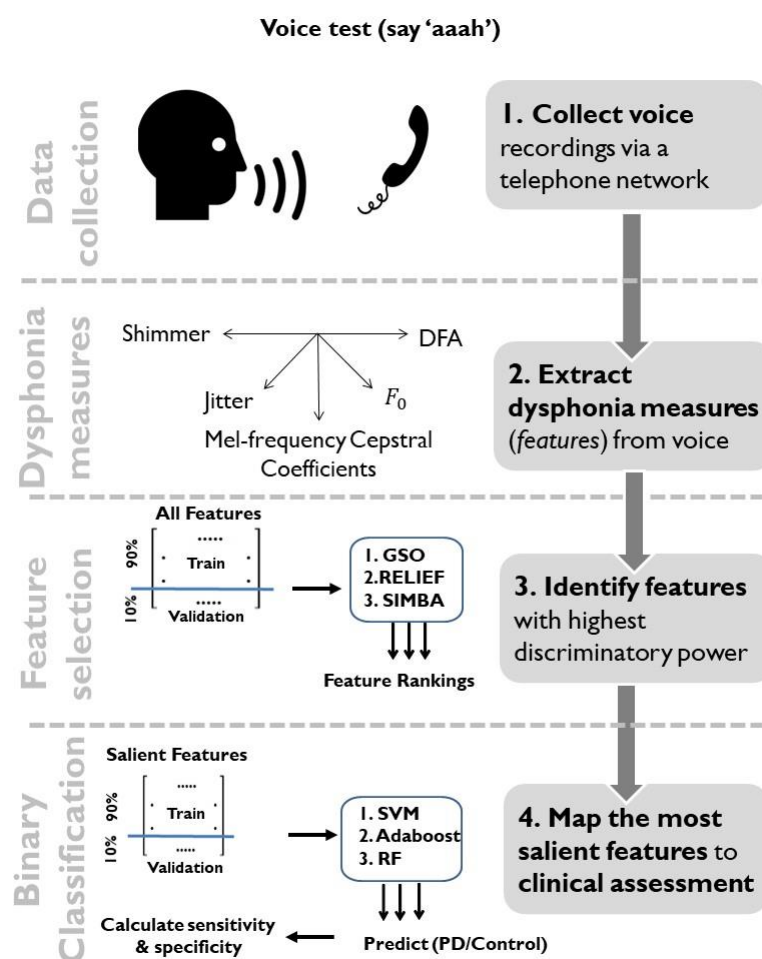 Voice test (say ‘aaah’)
Data
collection
1. Collect voice
recordings via a
telephone network
Dysphonia
measures
Shimmer
DFA
Jitter
F₀
Mel-frequency Cepstral
Coefficients
2. Extract
dysphonia measures
(features) from voice
Feature
selection
All Features
90%
.....
. Train .
10%
.....
Validation
1. GSO
2.RELIEF
3. SIMBA
Feature Rankings
3. Identify features
with highest
discriminatory power
Binary
Classification
Salient Features
90%
.....
. Train .
10%
.....
Validation
1. SVM
2. Adaboost
3. RF
Predict (PD/Control)
Calculate sensitivity
& specificity
4. Map the most
salient features to
clinical assessment